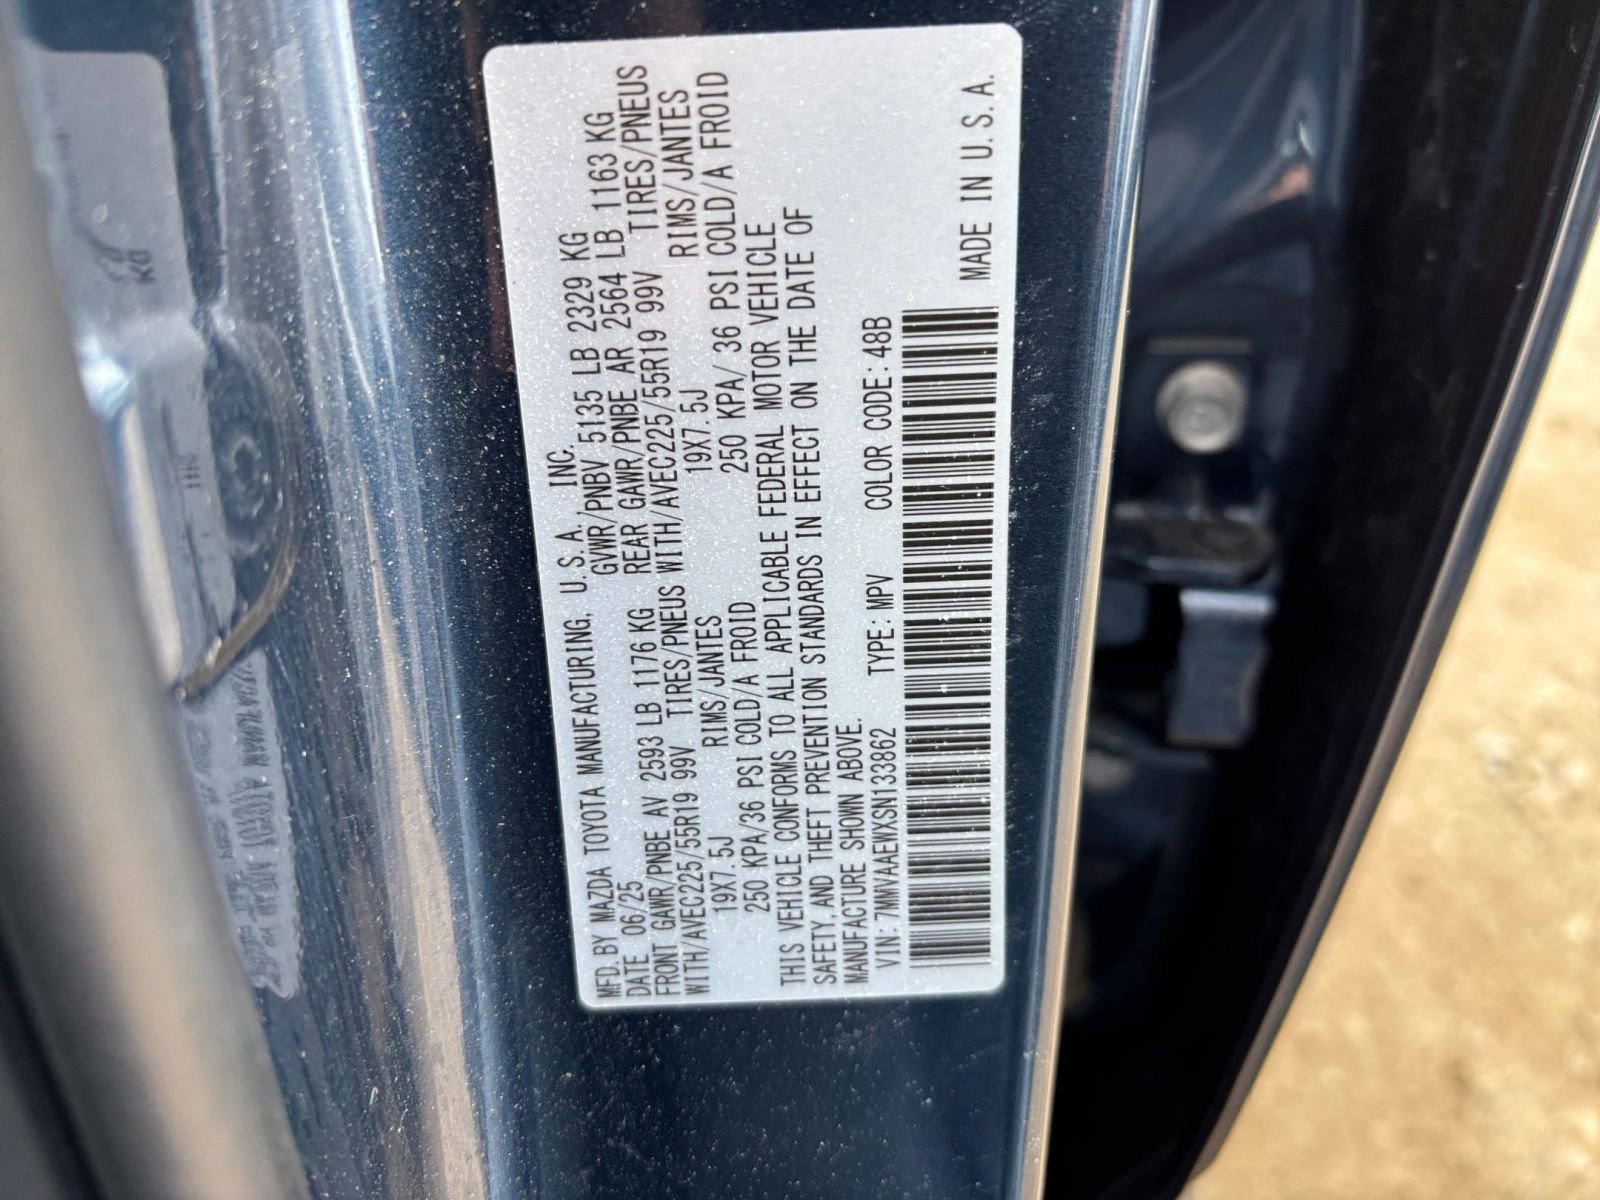 MFD. BY MAZDA TOYOTA MANUFACTURING, U. S. A. INC.
DATE 06/25 GVWR/PNBV 5135 LB 2329 KG
FRONT GAWR/PNBE AV 2593 LB 1176 KG REAR GAWR/PNBE AR 2564 LB 1163 KG
WITH/AVEC225/55R19 99V TIRES/PNEUS WITH/AVEC225/55R19 99V TIRES/PNEUS
19X7.5J RIMS/JANTES 19X7.5J RIMS/JANTES
250 KPA/36 PSI COLD/A FROID 250 KPA/36 PSI COLD/A FROID
THIS VEHICLE CONFORMS TO ALL APPLICABLE FEDERAL MOTOR VEHICLE
SAFETY, AND THEFT PREVENTION STANDARDS IN EFFECT ON THE DATE OF
MANUFACTURE SHOWN ABOVE.
VIN: 7MMVAAEWXSN133862 TYPE: MPV COLOR CODE: 48B
MADE IN U. S. A.